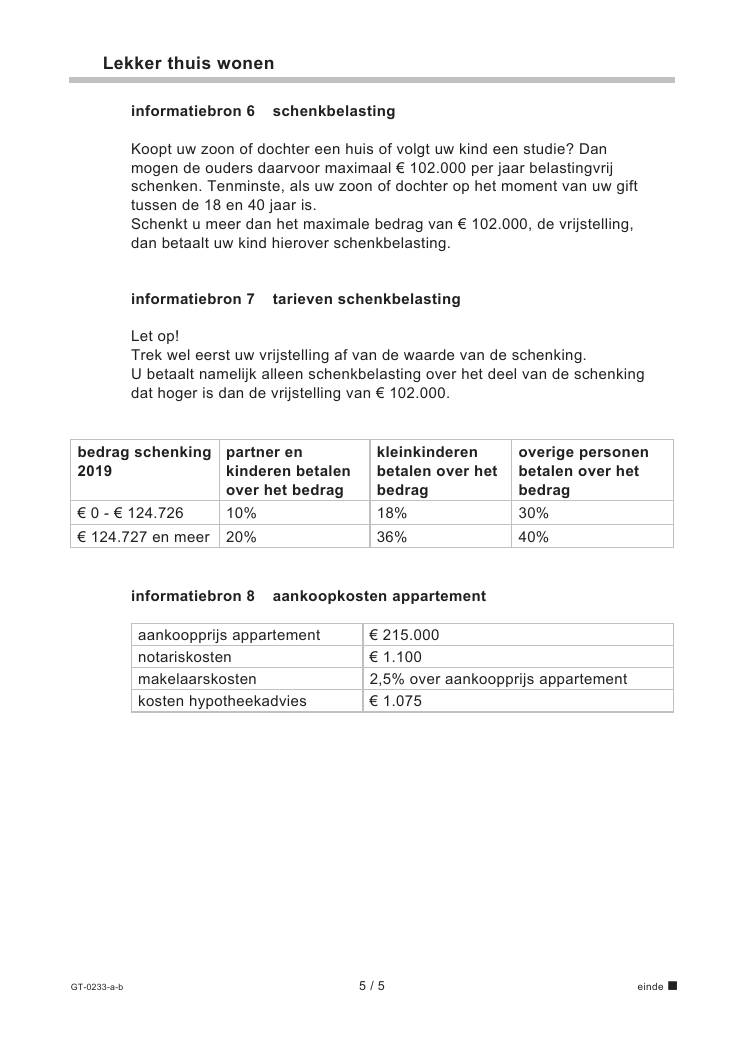 Lekker thuis wonen
informatiebron 6 schenkbelasting
Koopt uw zoon of dochter een huis of volgt uw kind een studie? Dan
mogen de ouders daarvoor maximaal € 102.000 per jaar belastingvrij
schenken. Tenminste, als uw zoon of dochter op het moment van uw gift
tussen de 18 en 40 jaar is.
Schenkt u meer dan het maximale bedrag van € 102.000, de vrijstelling,
dan betaalt uw kind hierover schenkbelasting.
informatiebron 7 tarieven schenkbelasting
Let op!
Trek wel eerst uw vrijstelling af van de waarde van de schenking.
U betaalt namelijk alleen schenkbelasting over het deel van de schenking
dat hoger is dan de vrijstelling van € 102.000.
bedrag schenking partner en kleinkinderen overige personen
2019 kinderen betalen betalen over het betalen over het
over het bedrag bedrag bedrag
€ 0 - € 124.726 10% 18% 30%
€ 124.727 en meer 20% 36% 40%
informatiebron 8 aankoopkosten appartement
aankoopprijs appartement € 215.000
notariskosten € 1.100
makelaarskosten 2,5% over aankoopprijs appartement
kosten hypotheekadvies € 1.075
GT-0233-a-b 5 / 5 einde